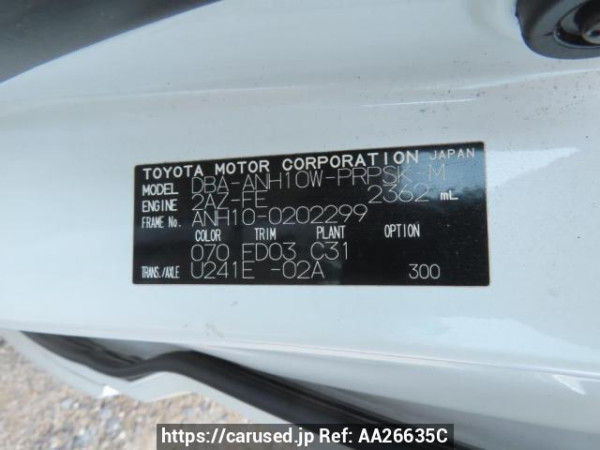 TOYOTA MOTOR CORPORATION JAPAN
MODEL DBA-ANH10W-PRPSK-M
ENGINE 2AZ-FE 2362 mL
FRAME No. ANH10-0202299
COLOR TRIM PLANT OPTION
070 FD03 C31
TRANS./AXLE U241E -02A 300
https://carused.jp Ref: AA26635C